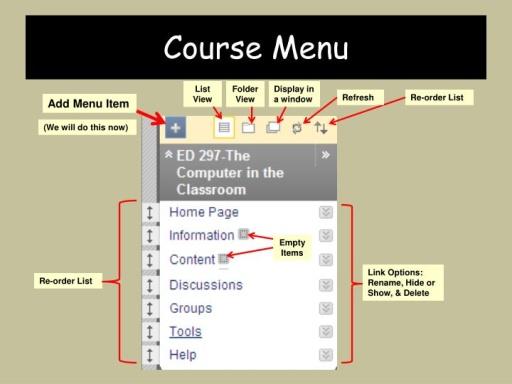 Course Menu
List
View
Folder
View
Display in
a window
Refresh
Re-order List
Add Menu Item
(We will do this now)
ED 297-The
Computer in the
Classroom
Home Page
Information
Content
Discussions
Groups
Tools
Help
Empty
Items
Re-order List
Link Options:
Rename, Hide or
Show, & Delete